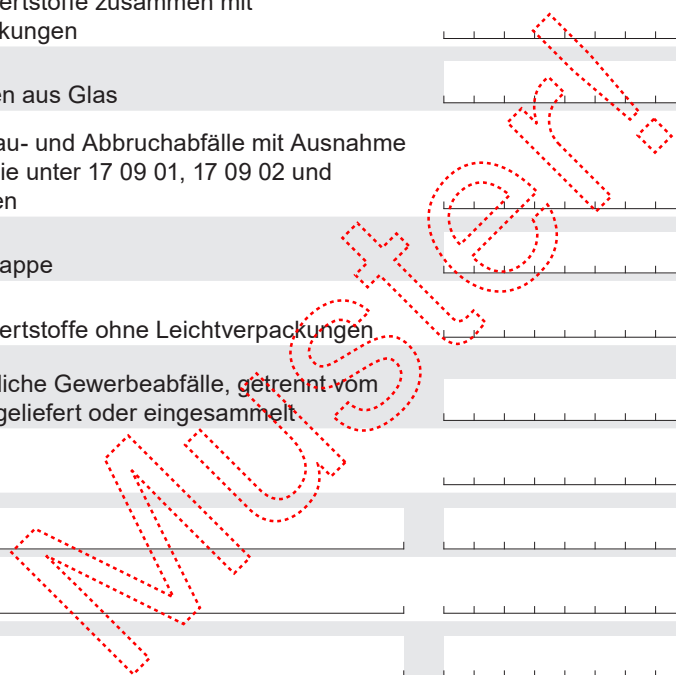 ertstoffe zusammen mit
kungen
en aus Glas
au- und Abbruchabfälle mit Ausnahme
ie unter 17 09 01, 17 09 02 und
en
appe
ertstoffe ohne Leichtverpackungen
liche Gewerbeabfälle, getrennt vom
geliefert oder eingesammelt
Muster!